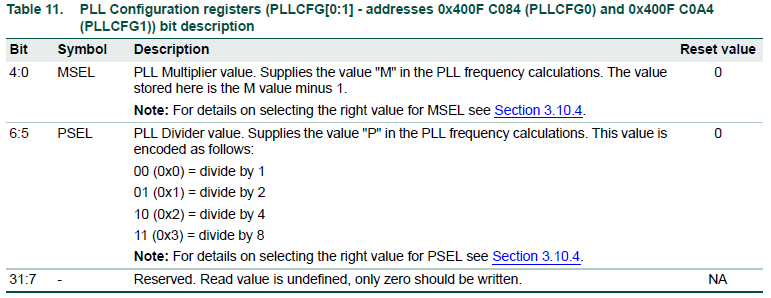 Table 11. PLL Configuration registers (PLLCFG[0:1] - addresses 0x400F C084 (PLLCFG0) and 0x400F C0A4
(PLLCFG1)) bit description
Bit Symbol Description Reset value
4:0 MSEL PLL Multiplier value. Supplies the value "M" in the PLL frequency calculations. The value 0
stored here is the M value minus 1.
Note: For details on selecting the right value for MSEL see Section 3.10.4.
6:5 PSEL PLL Divider value. Supplies the value "P" in the PLL frequency calculations. This value is 0
encoded as follows:
00 (0x0) = divide by 1
01 (0x1) = divide by 2
10 (0x2) = divide by 4
11 (0x3) = divide by 8
Note: For details on selecting the right value for PSEL see Section 3.10.4.
31:7 - Reserved. Read value is undefined, only zero should be written. NA